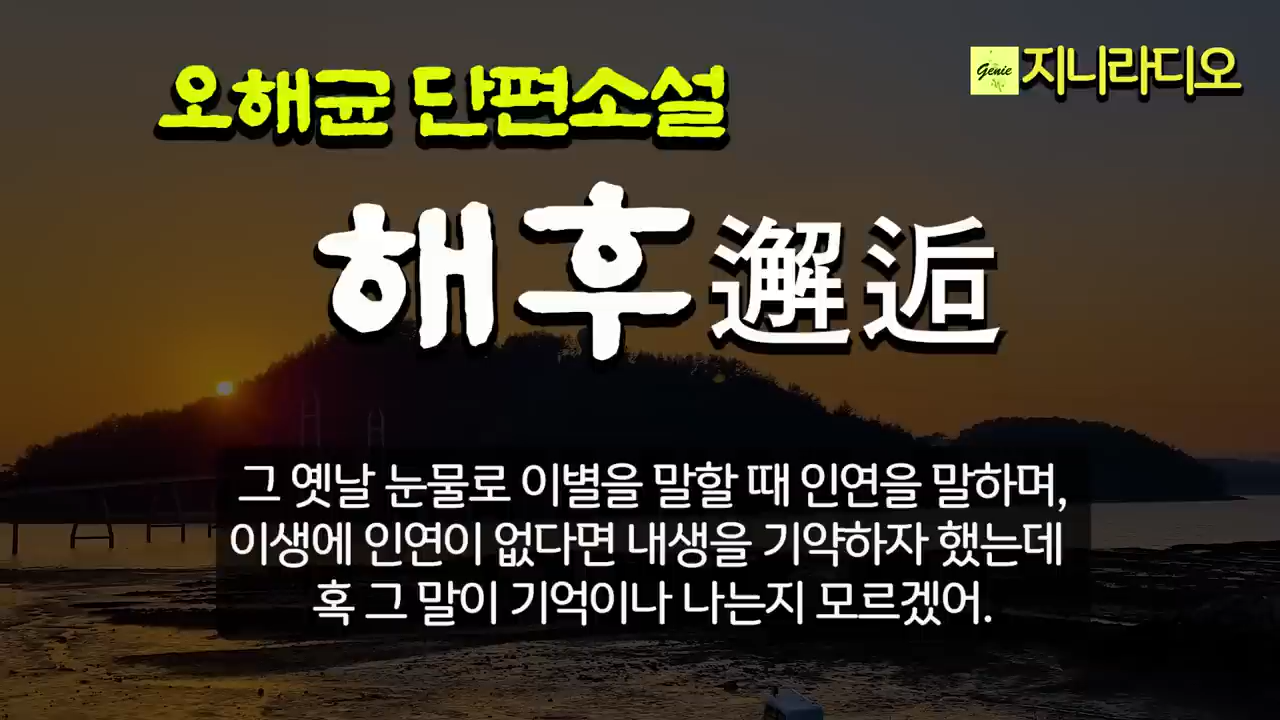 오해균 단편소설
Genie 지니라디오
해후邂逅
그 옛날 눈물로 이별을 말할 때 인연을 말하며,
이생에 인연이 없다면 내생을 기약하자 했는데
혹 그 말이 기억이나 나는지 모르겠어.